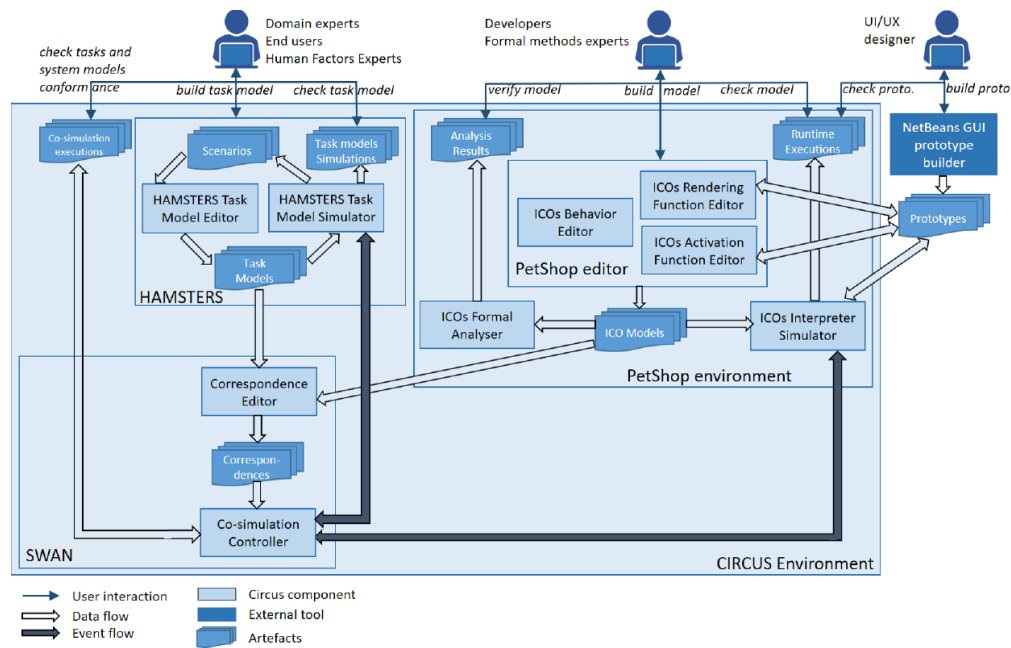 Domain experts
End users
Human Factors Experts
Developers
Formal methods experts
UI/UX
designer
check tasks and
system models
conform ance
build task model
check task model
verify model
build model
check model
check proto.
build proto
Co-simulation
executions
Scenarios
Task models
Simulations
HAMSTERS Task
Model Editor
HAMSTERS Task
Model Simulator
Task
Models
HAMSTERS
Analysis
Results
Runtime
Executions
NetBeans GUI
prototype
builder
ICOs Rendering
Function Editor
ICOs Behavior
Editor
ICOs Activation
Function Editor
PetShop editor
Prototypes
ICOs Formal
Analyser
ICO Models
ICOs Interpreter
Simulator
PetShop environment
Correspondence
Editor
Correspon-
dences
Co-simulation
Controller
SWAN
CIRCUS Environment
User interaction
Data flow
Event flow
Circus component
External tool
Artefacts